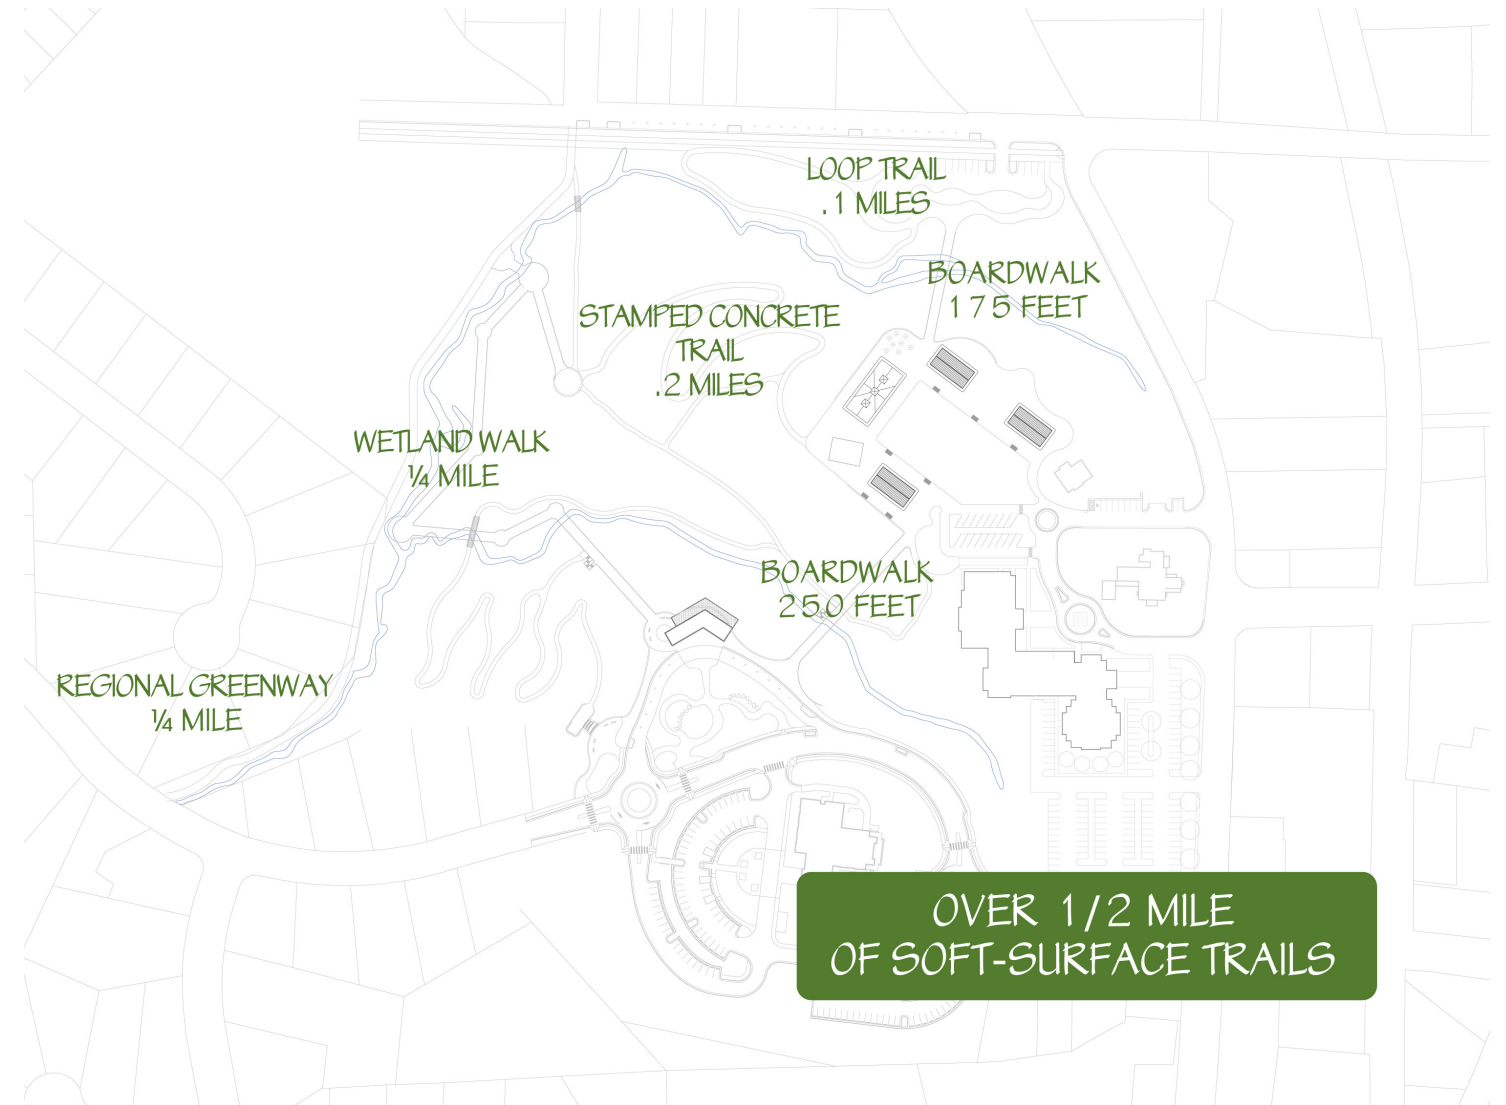 LOOP TRAIL
.1 MILES
BOARDWALK
175 FEET
STAMPED CONCRETE
TRAIL
.2 MILES
WETLAND WALK
¼ MILE
BOARDWALK
250 FEET
REGIONAL GREENWAY
¼ MILE
OVER 1/2 MILE
OF SOFT-SURFACE TRAILS